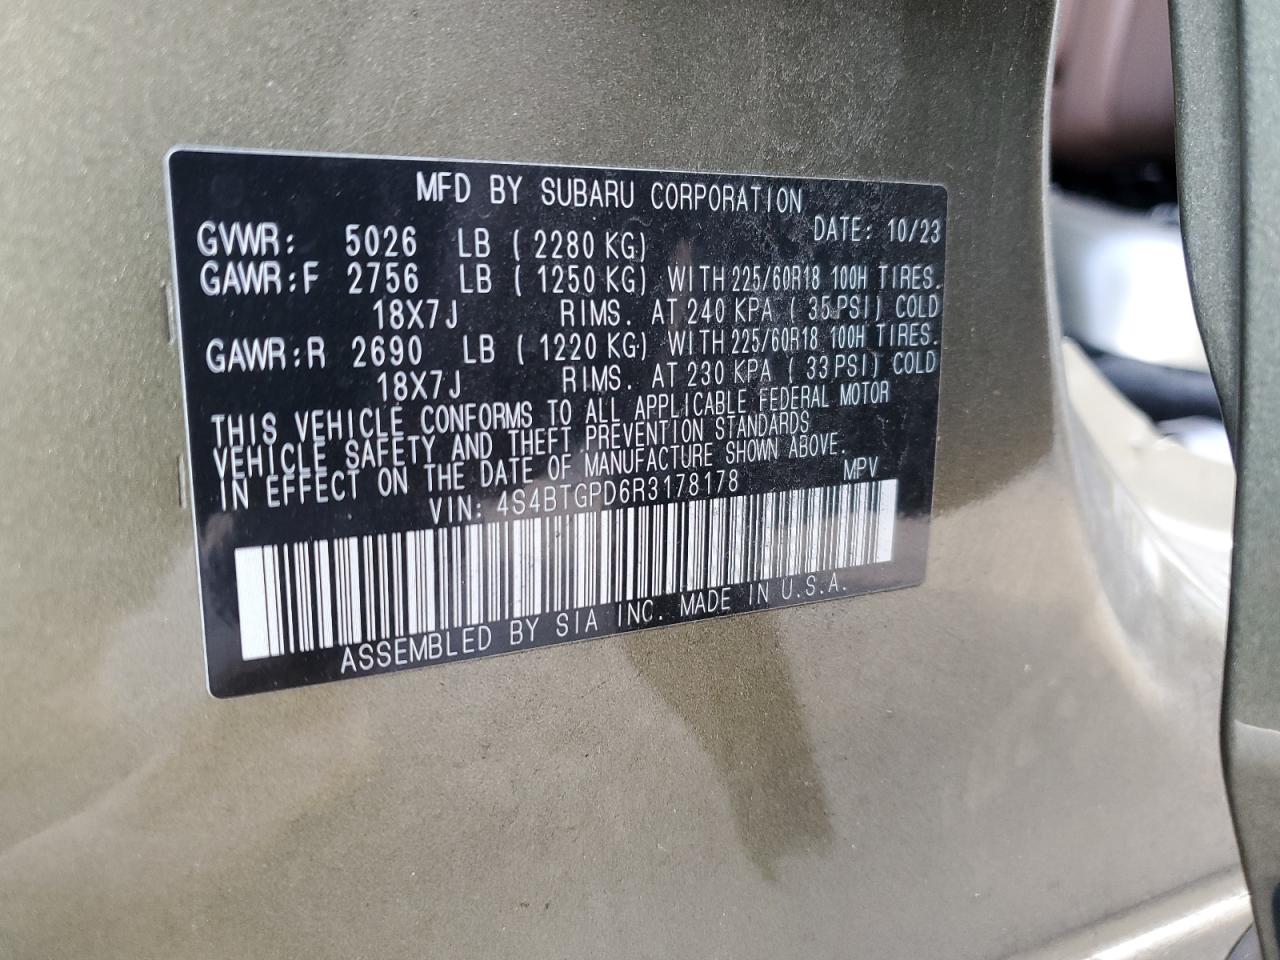 MFD BY SUBARU CORPORATION
GVWR: 5026 LB ( 2280 KG) DATE: 10/23
GAWR:F 2756 LB ( 1250 KG) WITH 225/60R18 100H TIRES.
18X7J RIMS. AT 240 KPA ( 35 PSI) COLD
GAWR:R 2690 LB ( 1220 KG) WITH 225/60R18 100H TIRES.
18X7J RIMS. AT 230 KPA ( 33 PSI) COLD
THIS VEHICLE CONFORMS TO ALL APPLICABLE FEDERAL MOTOR
VEHICLE SAFETY AND THEFT PREVENTION STANDARDS
IN EFFECT ON THE DATE OF MANUFACTURE SHOWN ABOVE.
VIN: 4S4BTGPD6R3178178 MPV
ASSEMBLED BY SIA INC. MADE IN U.S.A.